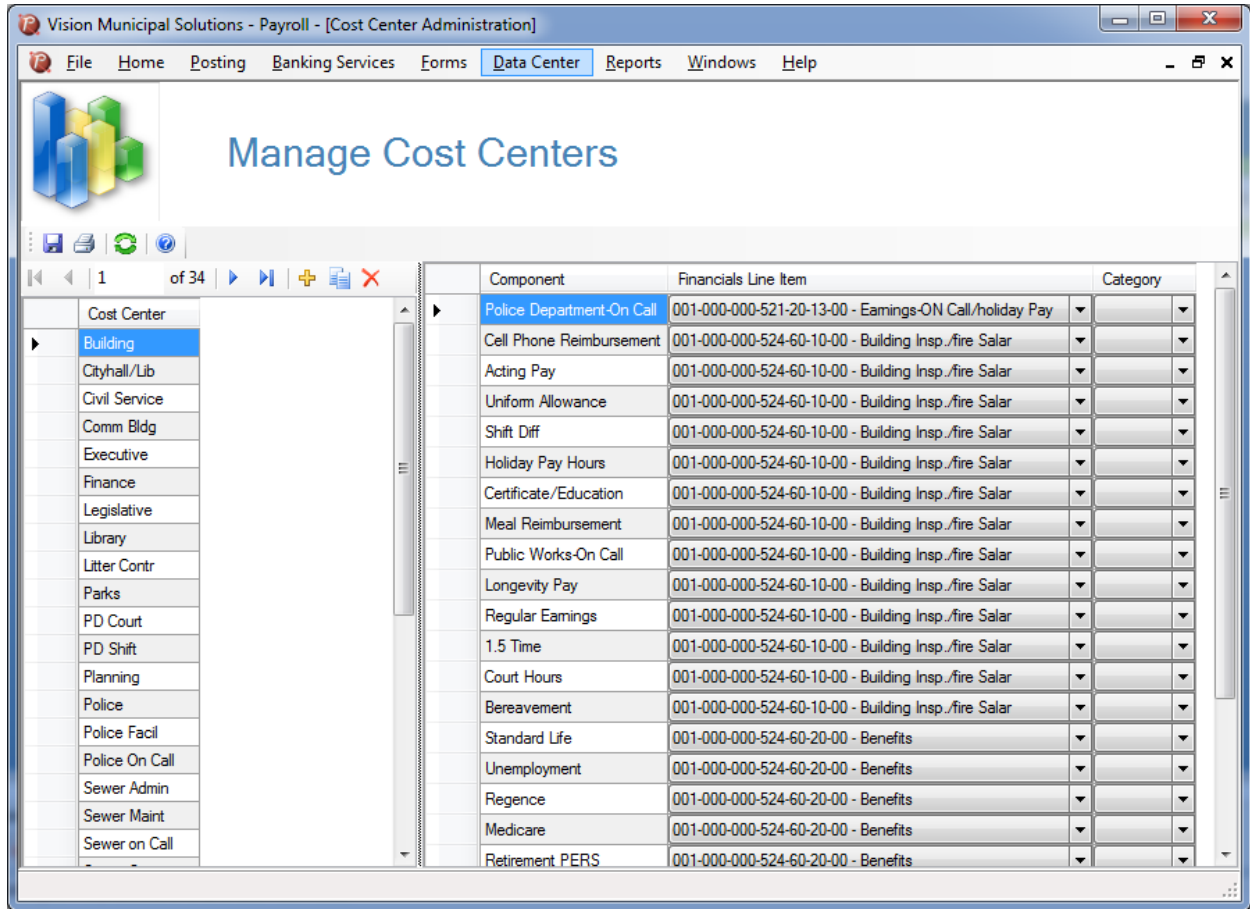 Vision Municipal Solutions - Payroll - [Cost Center Administration]
File Home Posting Banking Services Forms Data Center Reports Windows Help
Manage Cost Centers
1 of 34
Cost Center
Building
Cityhall/Lib
Civil Service
Comm Bldg
Executive
Finance
Legislative
Library
Litter Contr
Parks
PD Court
PD Shift
Planning
Police
Police Facil
Police On Call
Sewer Admin
Sewer Maint
Sewer on Call
Component Financials Line Item Category
Police Department-On Call 001-000-000-521-20-13-00 - Earnings-ON Call/holiday Pay
Cell Phone Reimbursement 001-000-000-524-60-10-00 - Building Insp./fire Salar
Acting Pay 001-000-000-524-60-10-00 - Building Insp./fire Salar
Uniform Allowance 001-000-000-524-60-10-00 - Building Insp./fire Salar
Shift Diff 001-000-000-524-60-10-00 - Building Insp./fire Salar
Holiday Pay Hours 001-000-000-524-60-10-00 - Building Insp./fire Salar
Certificate/Education 001-000-000-524-60-10-00 - Building Insp./fire Salar
Meal Reimbursement 001-000-000-524-60-10-00 - Building Insp./fire Salar
Public Works-On Call 001-000-000-524-60-10-00 - Building Insp./fire Salar
Longevity Pay 001-000-000-524-60-10-00 - Building Insp./fire Salar
Regular Earnings 001-000-000-524-60-10-00 - Building Insp./fire Salar
1.5 Time 001-000-000-524-60-10-00 - Building Insp./fire Salar
Court Hours 001-000-000-524-60-10-00 - Building Insp./fire Salar
Bereavement 001-000-000-524-60-10-00 - Building Insp./fire Salar
Standard Life 001-000-000-524-60-20-00 - Benefits
Unemployment 001-000-000-524-60-20-00 - Benefits
Regence 001-000-000-524-60-20-00 - Benefits
Medicare 001-000-000-524-60-20-00 - Benefits
Retirement PERS 001-000-000-524-60-20-00 - Benefits